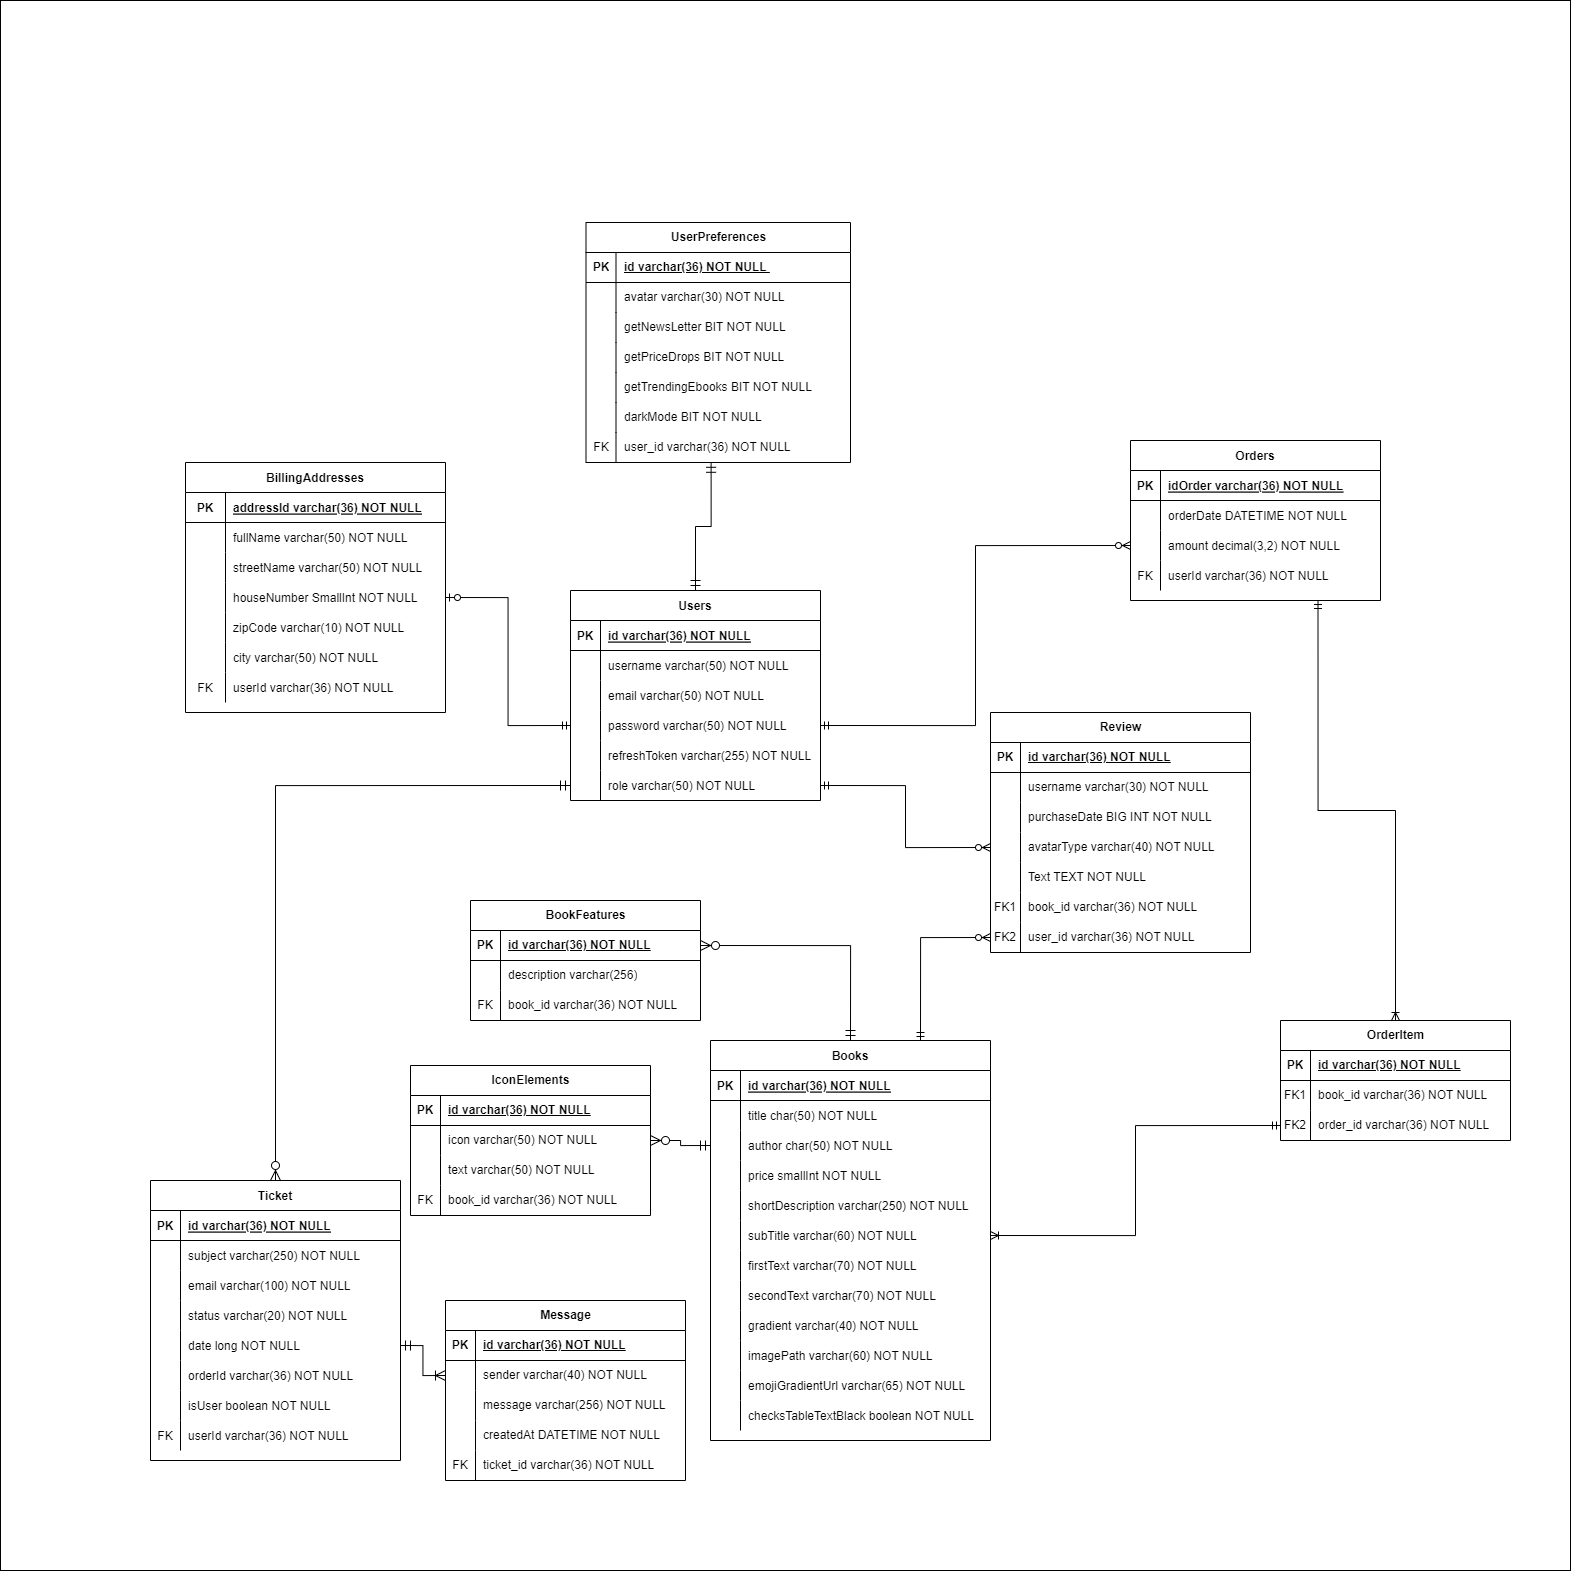 UserPreferences
PK id varchar(36) NOT NULL
avatar varchar(30) NOT NULL
getNewsLetter BIT NOT NULL
getPriceDrops BIT NOT NULL
getTrendingEbooks BIT NOT NULL
darkMode BIT NOT NULL
FK user_id varchar(36) NOT NULL
BillingAddresses
PK addressId varchar(36) NOT NULL
fullName varchar(50) NOT NULL
streetName varchar(50) NOT NULL
houseNumber SmallInt NOT NULL
zipCode varchar(10) NOT NULL
city varchar(50) NOT NULL
FK userId varchar(36) NOT NULL
Orders
PK idOrder varchar(36) NOT NULL
orderDate DATETIME NOT NULL
amount decimal(3,2) NOT NULL
FK userId varchar(36) NOT NULL
Users
PK id varchar(36) NOT NULL
username varchar(50) NOT NULL
email varchar(50) NOT NULL
password varchar(50) NOT NULL
refreshToken varchar(255) NOT NULL
role varchar(50) NOT NULL
Review
PK id varchar(36) NOT NULL
username varchar(30) NOT NULL
purchaseDate BIG INT NOT NULL
avatarType varchar(40) NOT NULL
Text TEXT NOT NULL
FK1 book_id varchar(36) NOT NULL
FK2 user_id varchar(36) NOT NULL
BookFeatures
PK id varchar(36) NOT NULL
description varchar(256)
FK book_id varchar(36) NOT NULL
OrderItem
PK id varchar(36) NOT NULL
FK1 book_id varchar(36) NOT NULL
FK2 order_id varchar(36) NOT NULL
Books
PK id varchar(36) NOT NULL
title char(50) NOT NULL
author char(50) NOT NULL
price smallInt NOT NULL
shortDescription varchar(250) NOT NULL
subTitle varchar(60) NOT NULL
firstText varchar(70) NOT NULL
secondText varchar(70) NOT NULL
gradient varchar(40) NOT NULL
imagePath varchar(60) NOT NULL
emojiGradientUrl varchar(65) NOT NULL
checksTableTextBlack boolean NOT NULL
IconElements
PK id varchar(36) NOT NULL
icon varchar(50) NOT NULL
text varchar(50) NOT NULL
FK book_id varchar(36) NOT NULL
Ticket
PK id varchar(36) NOT NULL
subject varchar(250) NOT NULL
email varchar(100) NOT NULL
status varchar(20) NOT NULL
date long NOT NULL
orderId varchar(36) NOT NULL
isUser boolean NOT NULL
FK userId varchar(36) NOT NULL
Message
PK id varchar(36) NOT NULL
sender varchar(40) NOT NULL
message varchar(256) NOT NULL
createdAt DATETIME NOT NULL
FK ticket_id varchar(36) NOT NULL